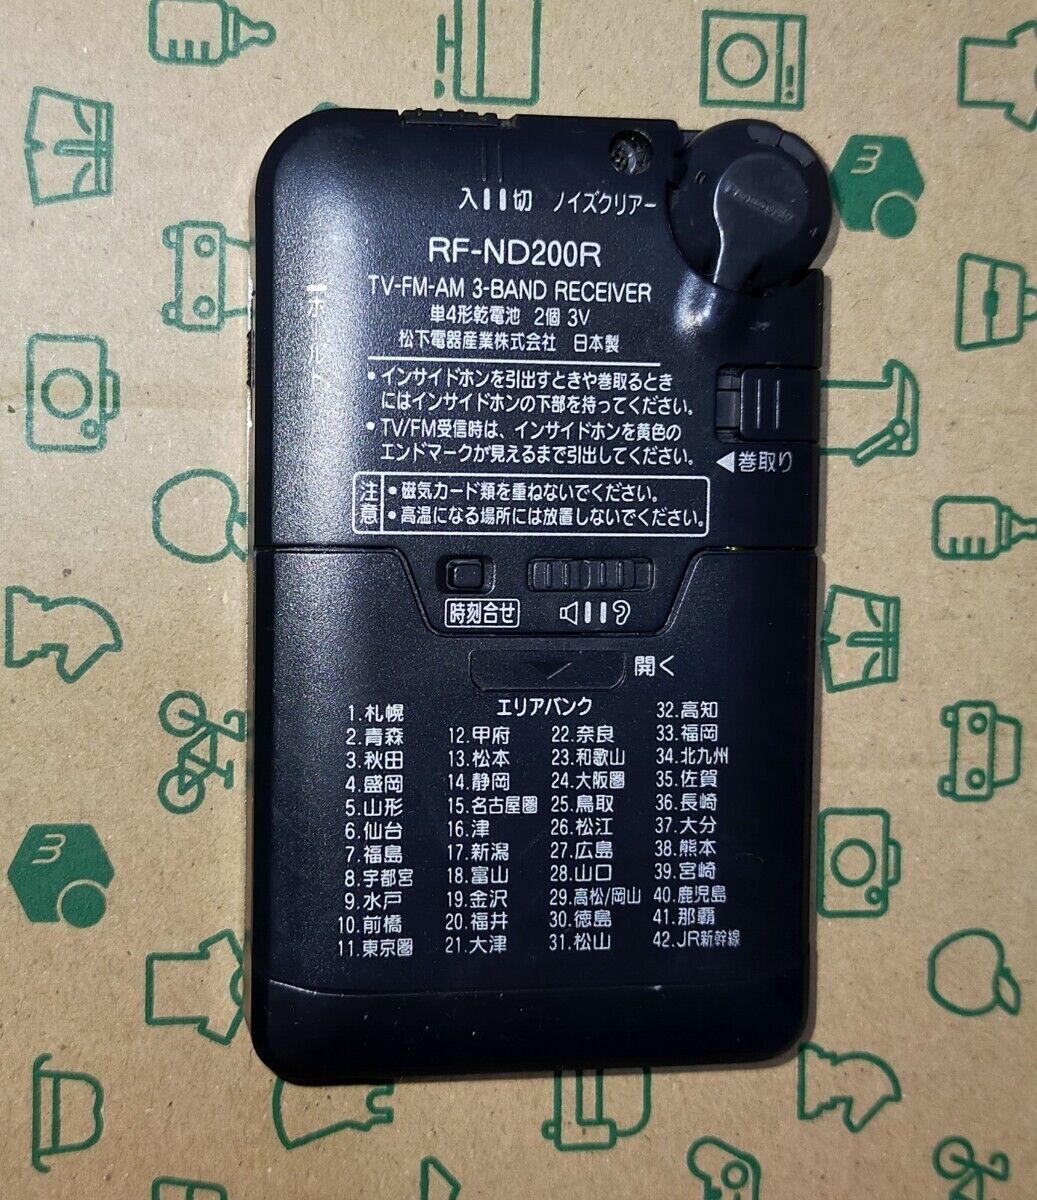 Panasonic
入 切 ノイズクリアー
RF-ND200R
TV-FM-AM 3-BAND RECEIVER
単4形乾電池 2個 3V
松下電器産業株式会社 日本製
ホールド
•インサイドホンを引出すときや巻取るとき
にはインサイドホンの下部を持ってください。
•TV/FM受信時は、インサイドホンを黄色の
エンドマークが見えるまで引出してください。
◀巻取り
注意
•磁気カード類を重ねないでください。
•高温になる場所には放置しないでください。
時刻合せ
開く
エリアバンク
1.札幌
2.青森
3.秋田
4.盛岡
5.山形
6.仙台
7.福島
8.宇都宮
9.水戸
10.前橋
11.東京圏
12.甲府
13.松本
14.静岡
15.名古屋圏
16.津
17.新潟
18.富山
19.金沢
20.福井
21.大津
22.奈良
23.和歌山
24.大阪圏
25.鳥取
26.松江
27.広島
28.山口
29.高松/岡山
30.徳島
31.松山
32.高知
33.福岡
34.北九州
35.佐賀
36.長崎
37.大分
38.熊本
39.宮崎
40.鹿児島
41.那覇
42.JR新幹線
3
3